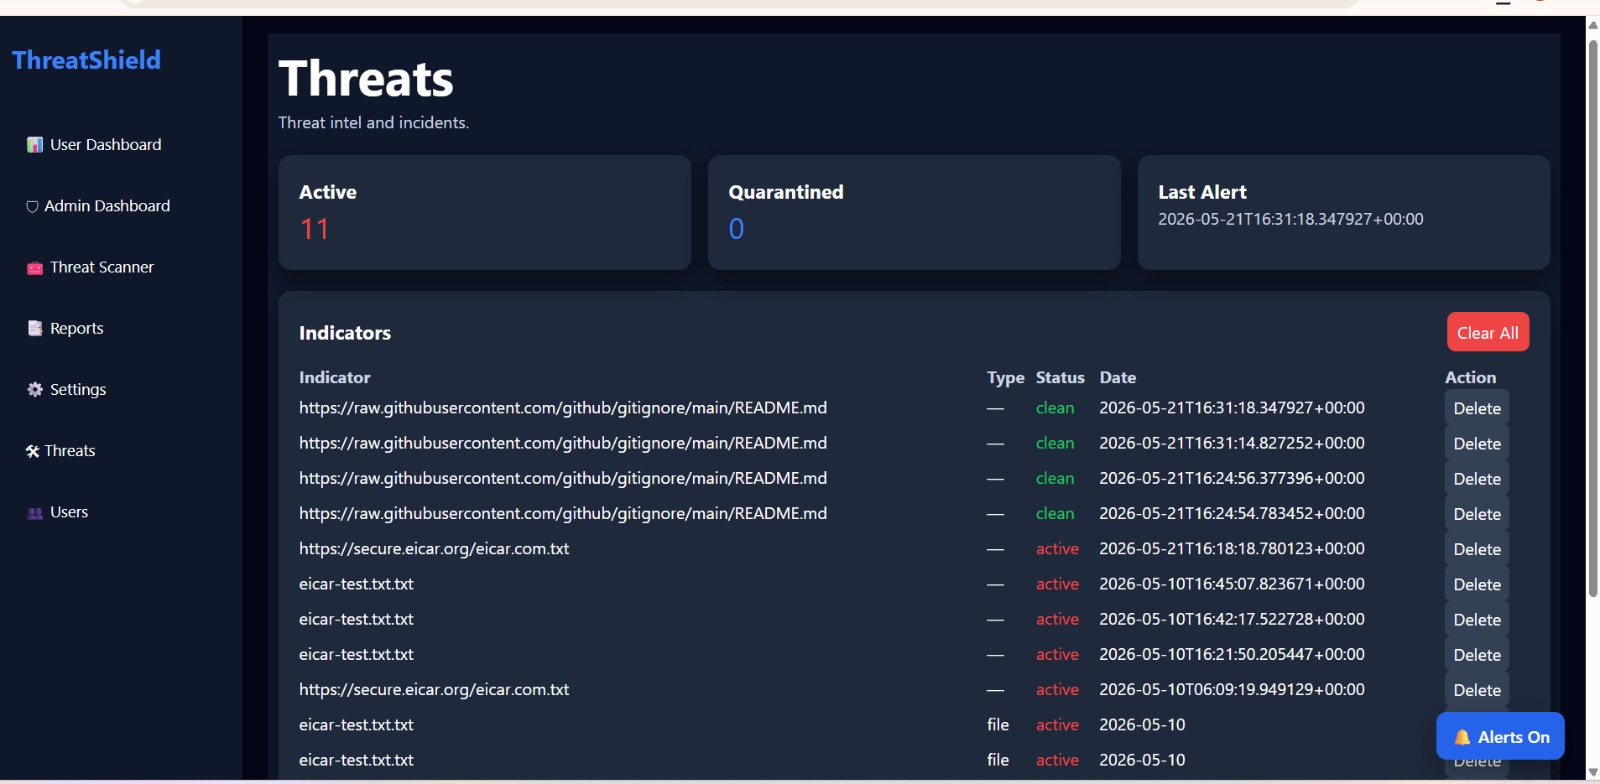 ThreatShield
User Dashboard
Admin Dashboard
Threat Scanner
Reports
Settings
Threats
Users
Threats
Threat intel and incidents.
Active
11
Quarantined
0
Last Alert
2026-05-21T16:31:18.347927+00:00
Indicators
Clear All
Indicator Type Status Date Action
https://raw.githubusercontent.com/github/gitignore/main/README.md — clean 2026-05-21T16:31:18.347927+00:00 Delete
https://raw.githubusercontent.com/github/gitignore/main/README.md — clean 2026-05-21T16:31:14.827252+00:00 Delete
https://raw.githubusercontent.com/github/gitignore/main/README.md — clean 2026-05-21T16:24:56.377396+00:00 Delete
https://raw.githubusercontent.com/github/gitignore/main/README.md — clean 2026-05-21T16:24:54.783452+00:00 Delete
https://secure.eicar.org/eicar.com.txt — active 2026-05-21T16:18:18.780123+00:00 Delete
eicar-test.txt.txt — active 2026-05-10T16:45:07.823671+00:00 Delete
eicar-test.txt.txt — active 2026-05-10T16:42:17.522728+00:00 Delete
eicar-test.txt.txt — active 2026-05-10T16:21:50.205447+00:00 Delete
https://secure.eicar.org/eicar.com.txt — active 2026-05-10T06:09:19.949129+00:00 Delete
eicar-test.txt.txt file active 2026-05-10
Alerts On
eicar-test.txt.txt file active 2026-05-10 Delete